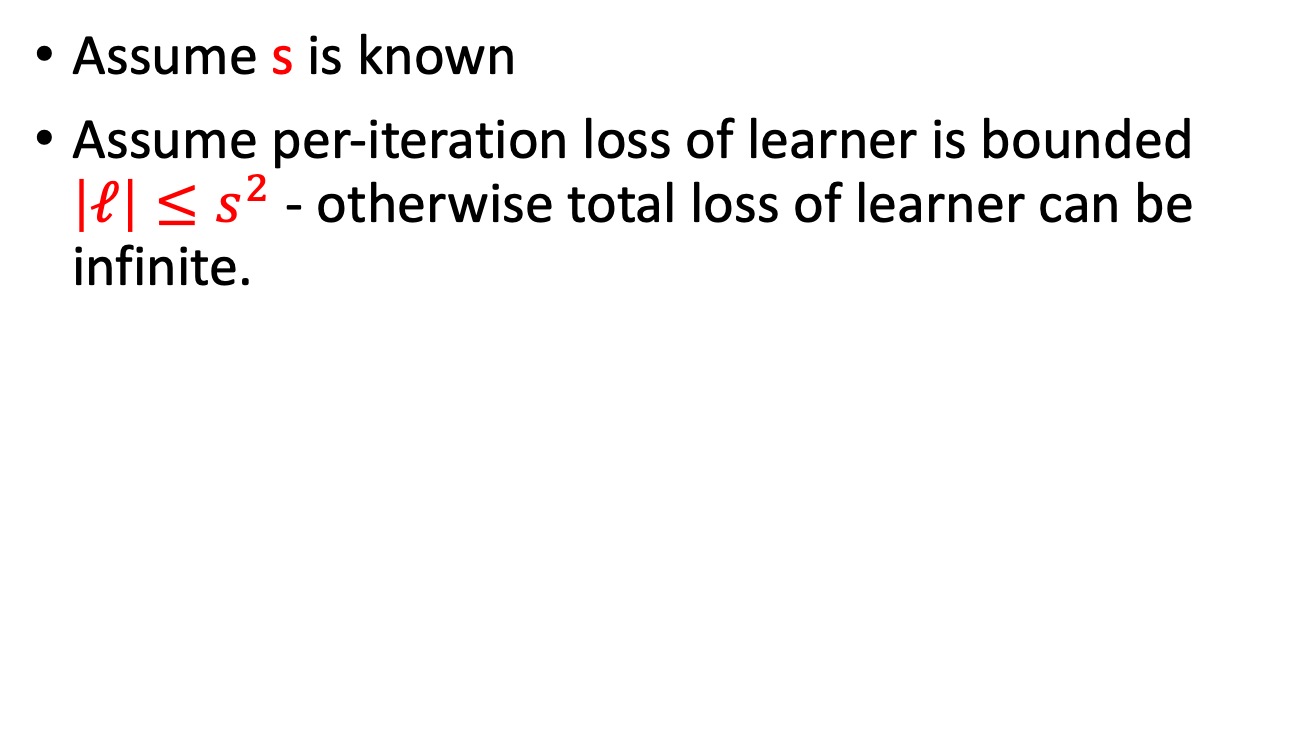 • Assume s is known
• Assume per-iteration loss of learner is bounded
|ℓ| ≤ s² - otherwise total loss of learner can be
infinite.